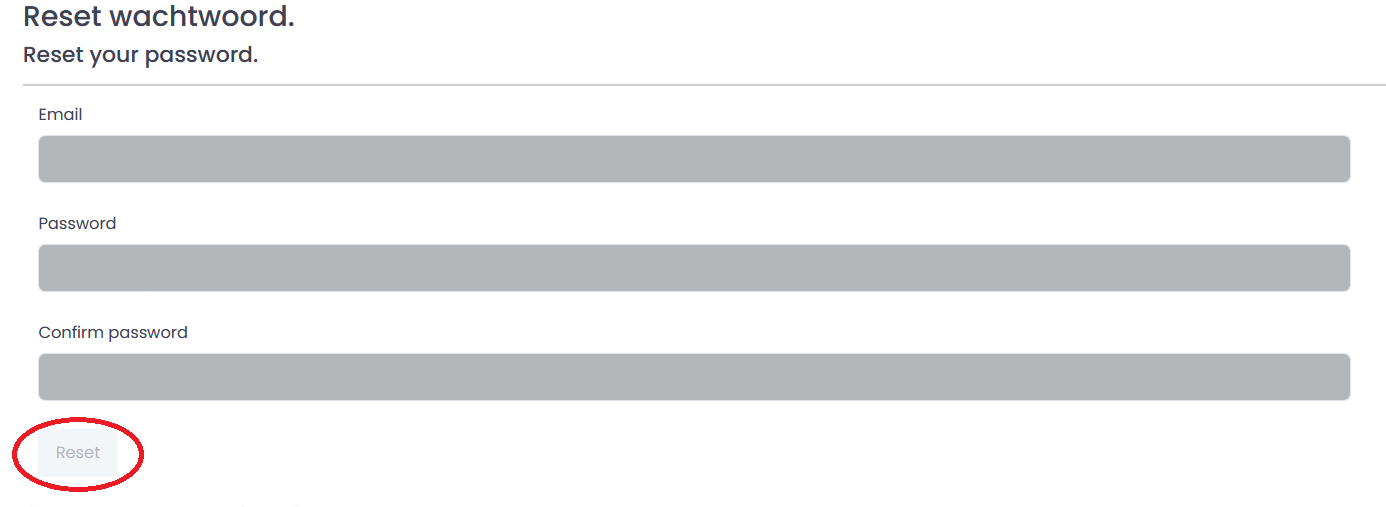 Reset wachtwoord.
Reset your password.
Email
Password
Confirm password
Reset